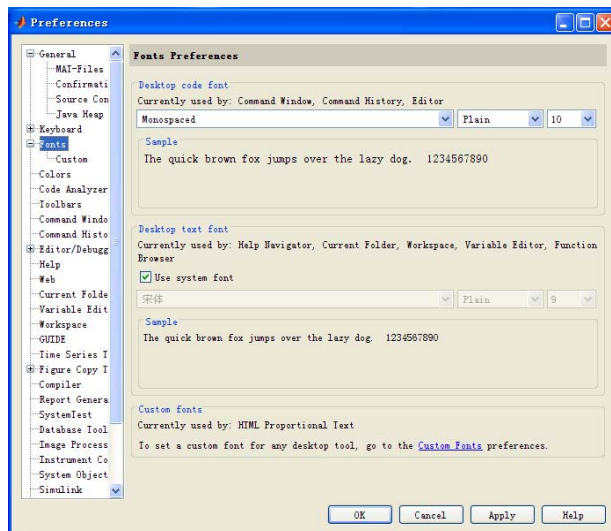 Preferences
General
MAT-Files
Confirmati
Source Con
Java Heap
Keyboard
Fonts
Custom
Colors
Code Analyzer
Toolbars
Command Windo
Command Histo
Editor/Debugg
Help
Web
Current Folde
Variable Edit
Workspace
GUIDE
Time Series T
Figure Copy T
Compiler
Report Genera
SystemTest
Database Tool
Image Process
Instrument Co
System Object
Simulink
Fonts Preferences
Desktop code font
Currently used by: Command Window, Command History, Editor
Monospaced Plain 10
Sample
The quick brown fox jumps over the lazy dog. 1234567890
Desktop text font
Currently used by: Help Navigator, Current Folder, Workspace, Variable Editor, Function
Browser
Use system font
宋体 Plain 9
Sample
The quick brown fox jumps over the lazy dog. 1234567890
Custom fonts
Currently used by: HTML Proportional Text
To set a custom font for any desktop tool, go to the Custom Fonts preferences.
OK Cancel Apply Help